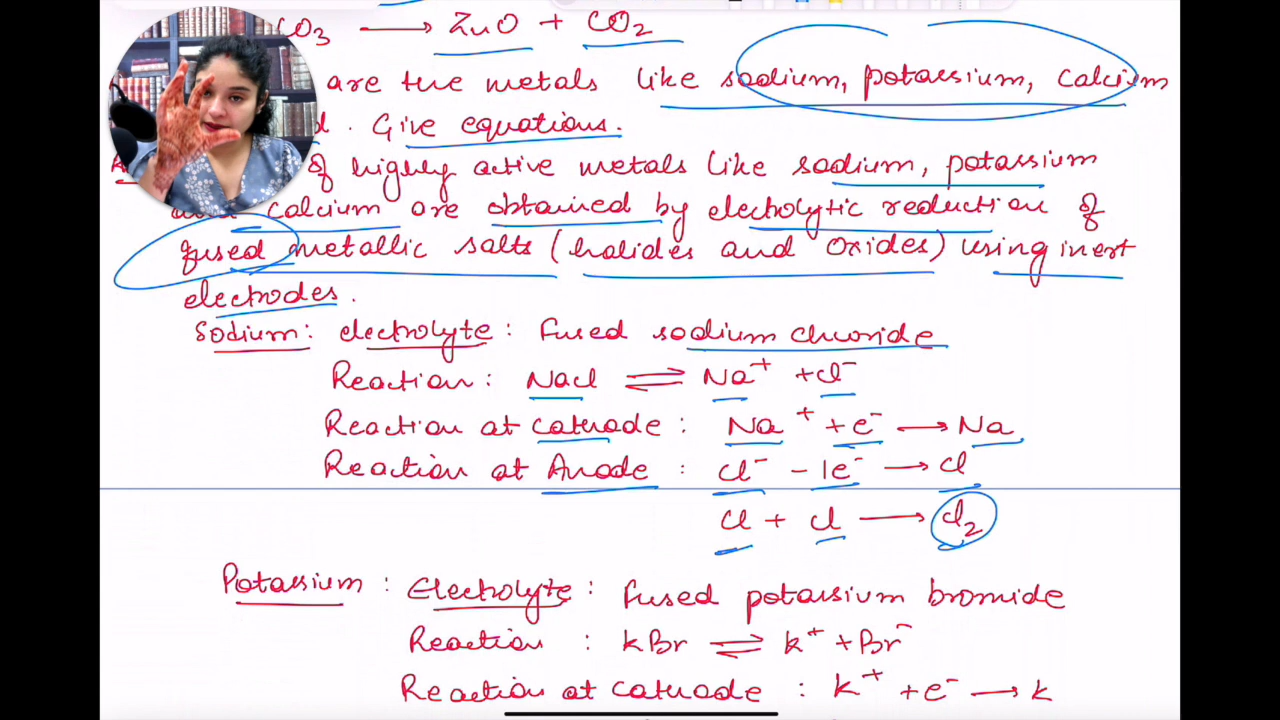 CO₃ ⟶ ZnO + CO₂
are the metals like sodium, potassium, calcium
d. Give equations.
of highly active metals like sodium, potassium
calcium are obtained by electrolytic reduction of
fused metallic salts (halides and oxides) using inert
electrodes.
Sodium: electrolyte: Fused sodium chloride
Reaction: NaCl ⇌ Na⁺ + Cl⁻
Reaction at cathode: Na⁺ + e⁻ ⟶ Na
Reaction at Anode: Cl⁻ - 1e⁻ ⟶ Cl
Cl + Cl ⟶ Cl₂
Potassium: Electrolyte: Fused potassium bromide
Reaction: KBr ⇌ K⁺ + Br⁻
Reaction at cathode: K⁺ + e⁻ ⟶ K